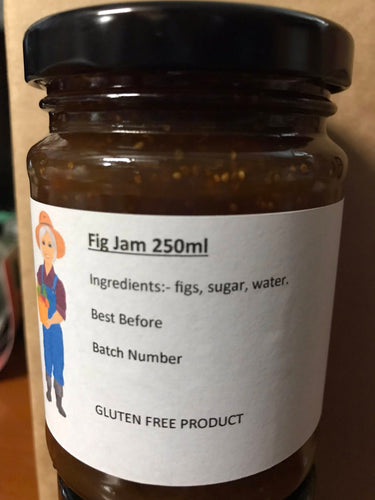 Fig Jam 250ml
Ingredients:- figs, sugar, water.
Best Before
Batch Number
GLUTEN FREE PRODUCT